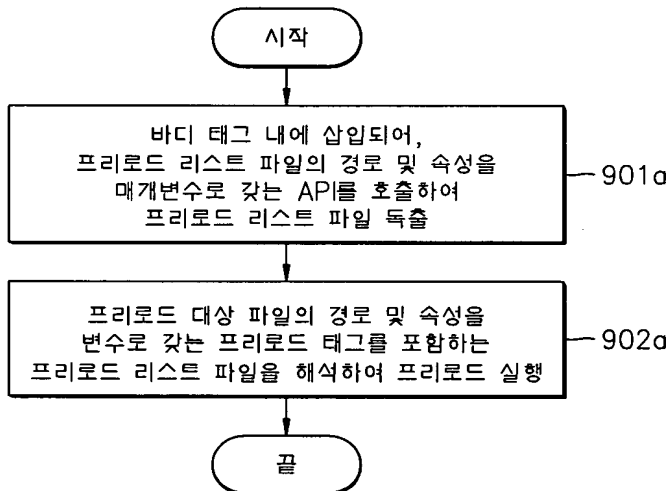 시작
바디 태그 내에 삽입되어,
프리로드 리스트 파일의 경로 및 속성을
매개변수로 갖는 API를 호출하여
프리로드 리스트 파일 독출
901a
프리로드 대상 파일의 경로 및 속성을
변수로 갖는 프리로드 태그를 포함하는
프리로드 리스트 파일을 해석하여 프리로드 실행
902a
끝